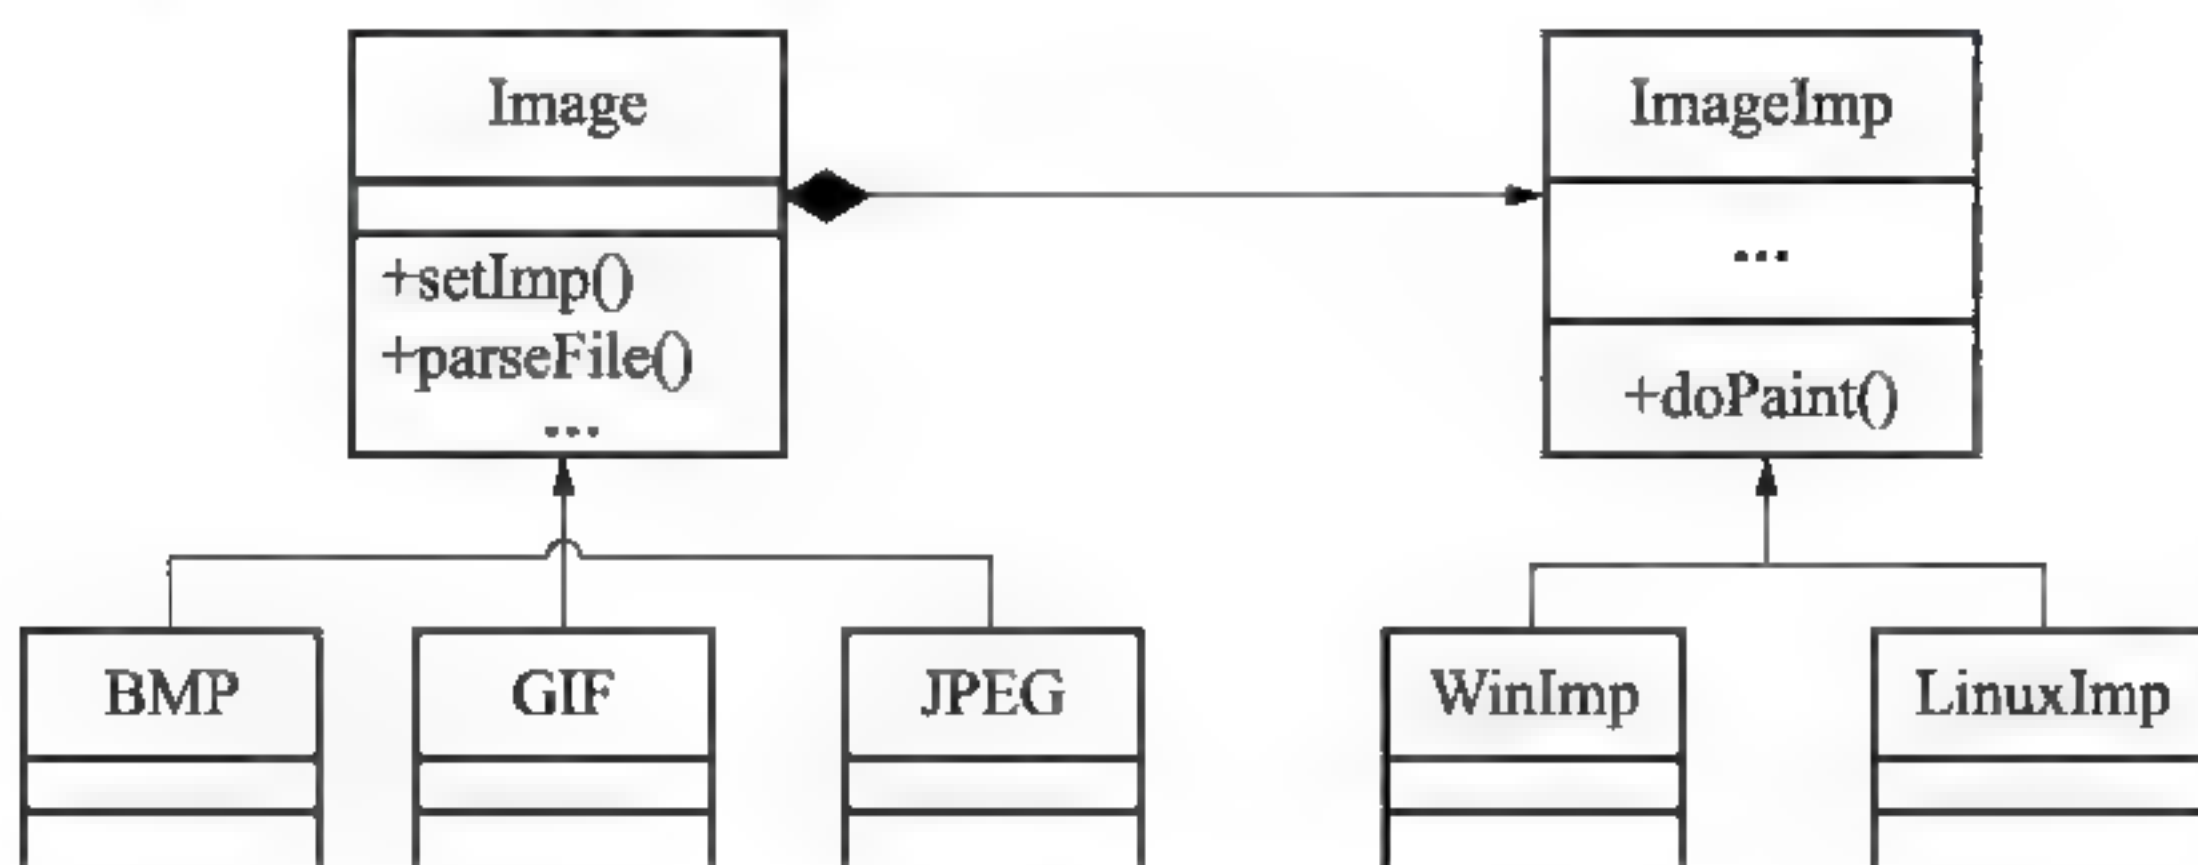 Image
+setImp()
+parseFile()
...
ImageImp
...
+doPaint()
BMP
GIF
JPEG
WinImp
LinuxImp